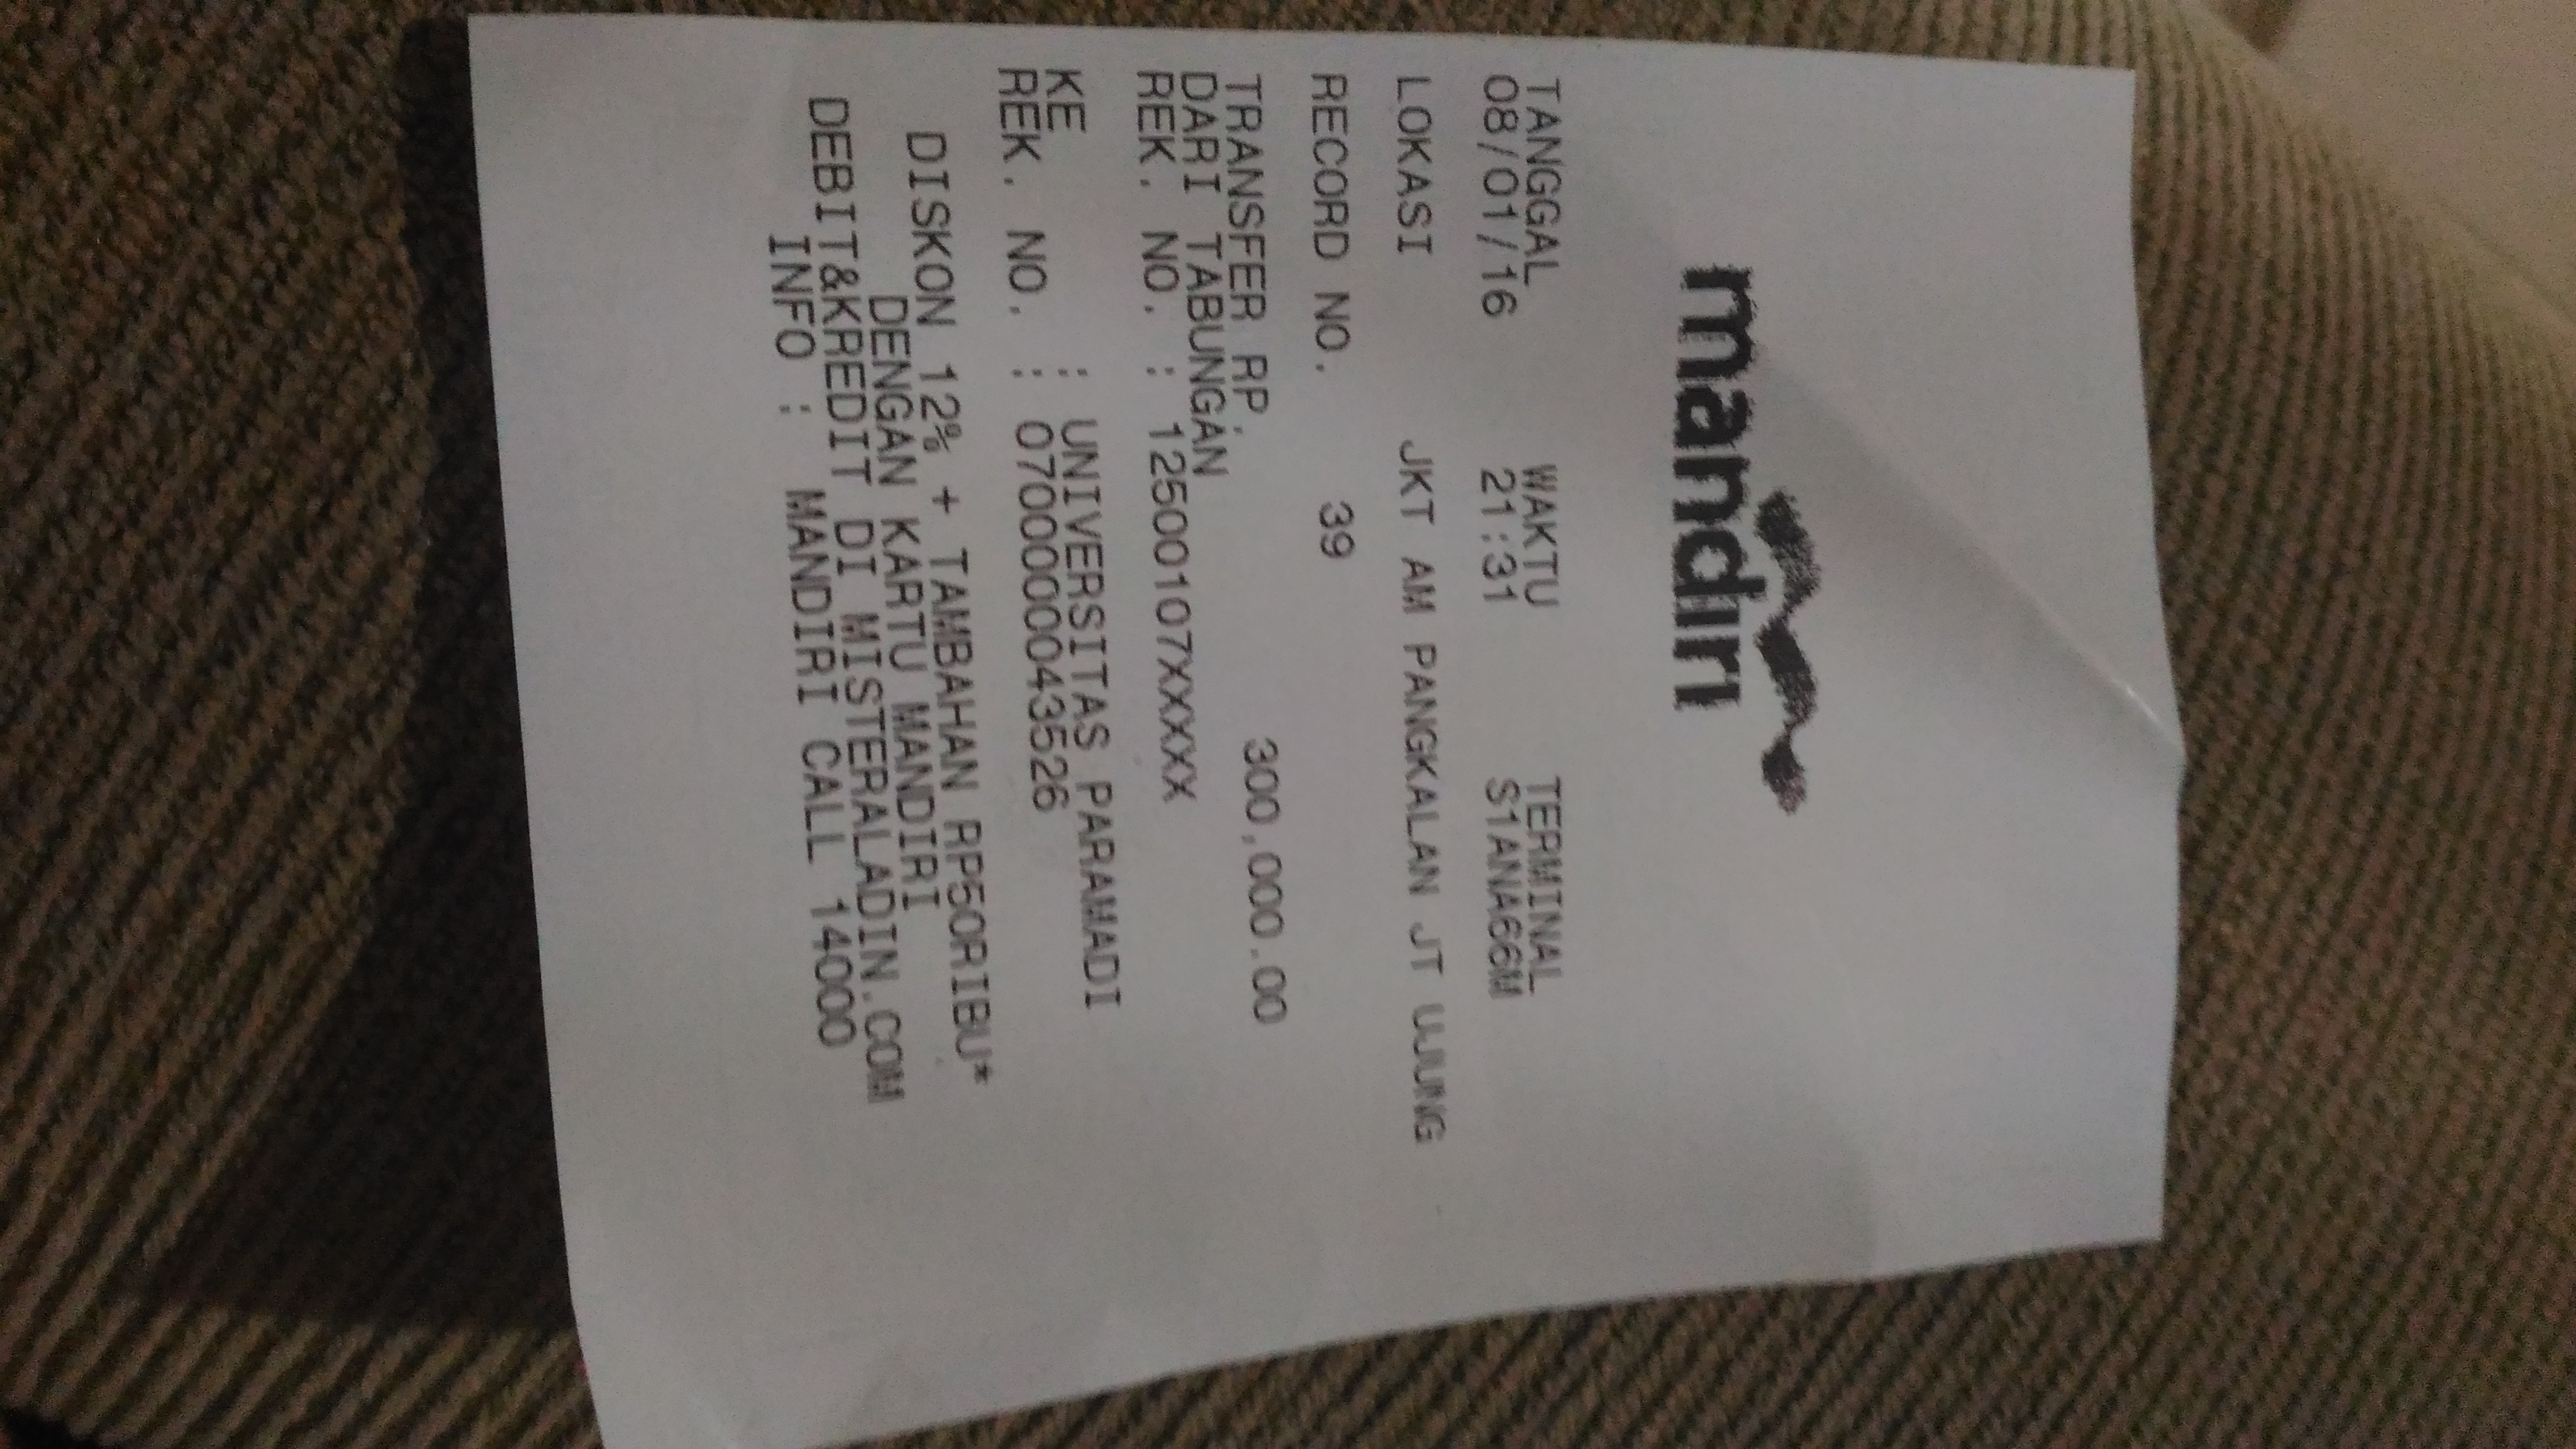 mandiri
TANGGAL WAKTU TERMINAL
08/01/16 21:31 S1ANA66M
LOKASI JKT AM PANGKALAN JT UJUNG
RECORD NO. 39
TRANSFER RP. 300,000.00
DARI TABUNGAN
REK. NO. : 12500107XXXXX
KE : UNIVERSITAS PARAMADI
REK. NO. : 0700000435526
DISKON 12% + TAMBAHAN RP50RIBU*
DENGAN KARTU MANDIRI
DEBIT&KREDIT DI MISTERALADIN.COM
INFO : MANDIRI CALL 14000